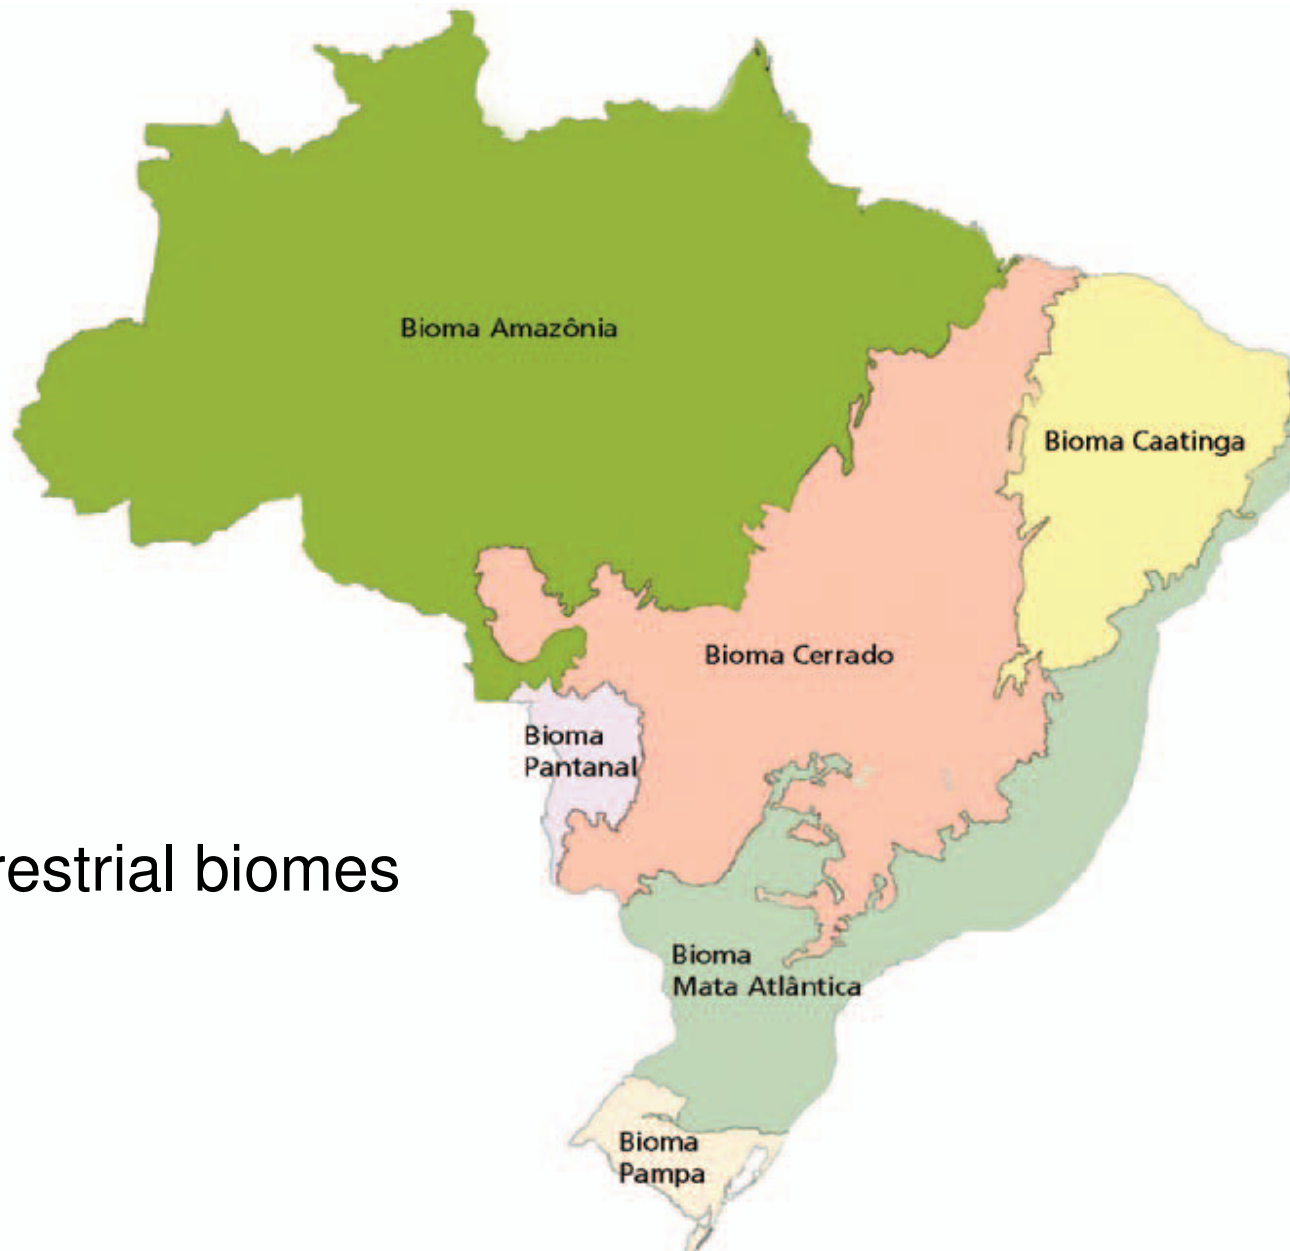 Bioma Amazônia
Bioma Caatinga
Bioma Cerrado
Bioma
Pantanal
restrial biomes
Bioma
Mata Atlântica
Bioma
Pampa